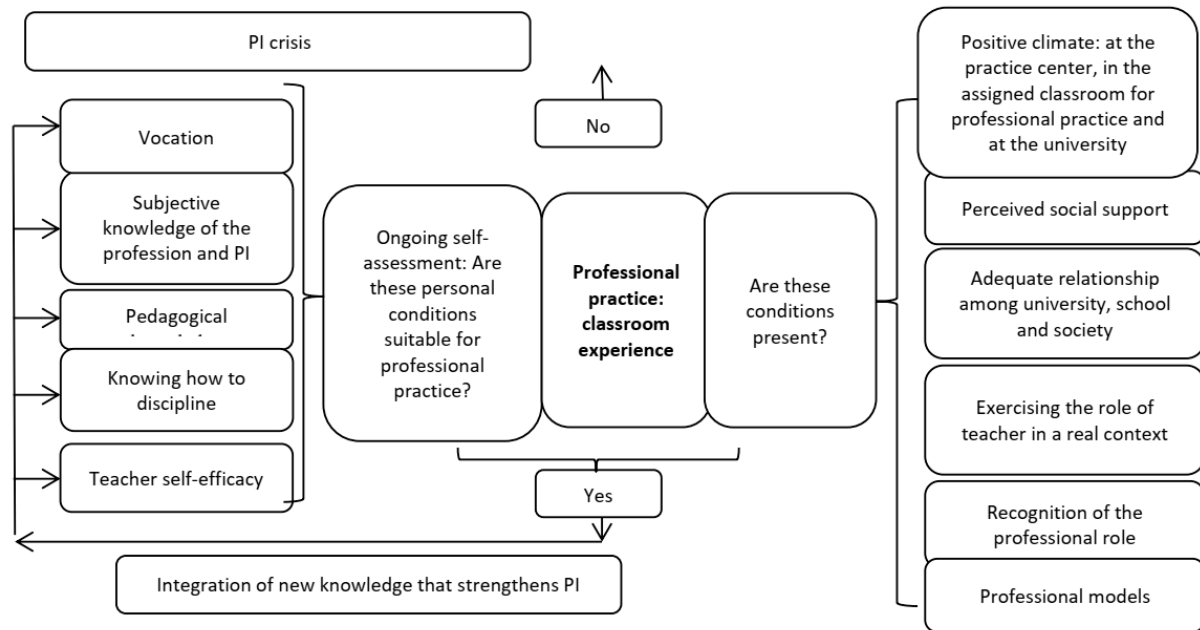 PI crisis
No
Vocation
Subjective
knowledge of the
profession and PI
Pedagogical
Knowing how to
discipline
Teacher self-efficacy
Ongoing self-
assessment: Are
these personal
conditions
suitable for
professional
practice?
Professional
practice:
classroom
experience
Are these
conditions
present?
Yes
Integration of new knowledge that strengthens PI
Positive climate: at the
practice center, in the
assigned classroom for
professional practice and
at the university
Perceived social support
Adequate relationship
among university, school
and society
Exercising the role of
teacher in a real context
Recognition of the
professional role
Professional models